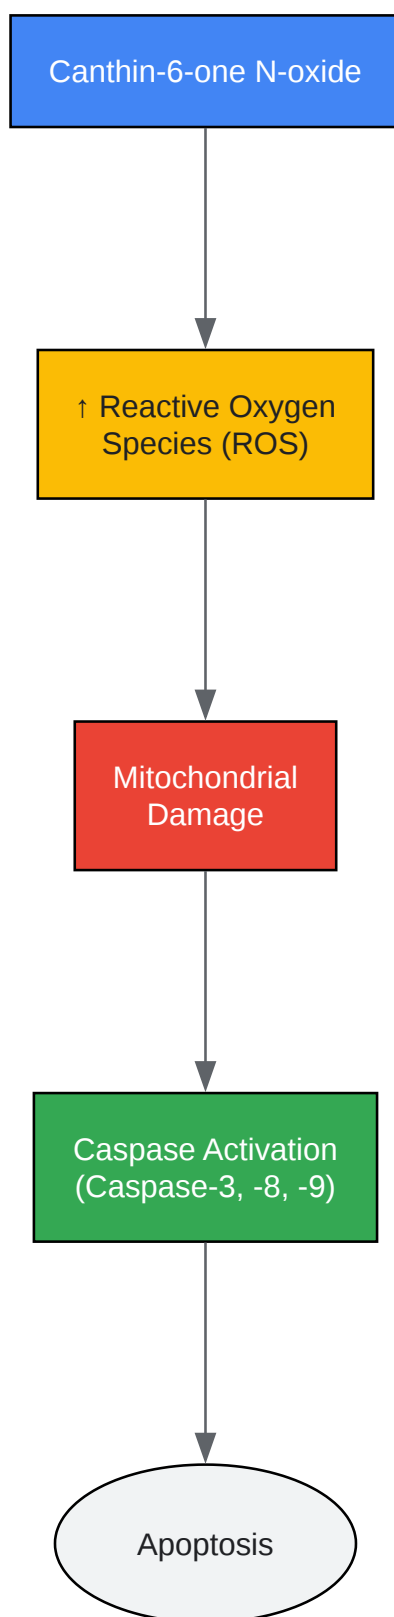 Canthin-6-one N-oxide
↑ Reactive Oxygen
Species (ROS)
Mitochondrial
Damage
Caspase Activation
(Caspase-3, -8, -9)
Apoptosis